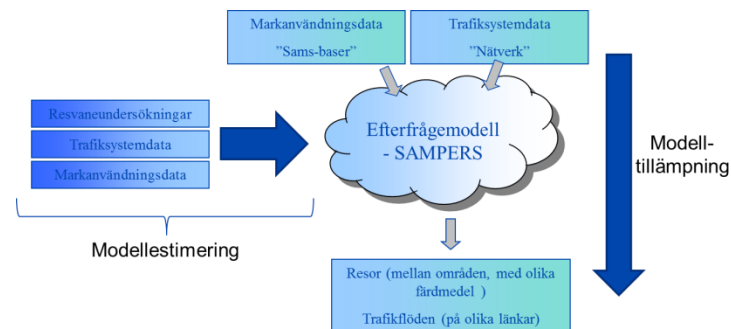 Markanvändningsdata
"Sams-baser"
Trafiksystemdata
"Nätverk"
Resvaneundersökningar
Trafiksystemdata
Markanvändningsdata
Efterfrågemodell
- SAMPERS
Modell-
tillämpning
Modellestimering
Resor (mellan områden, med olika
färdmedel )
Trafikflöden (på olika länkar)